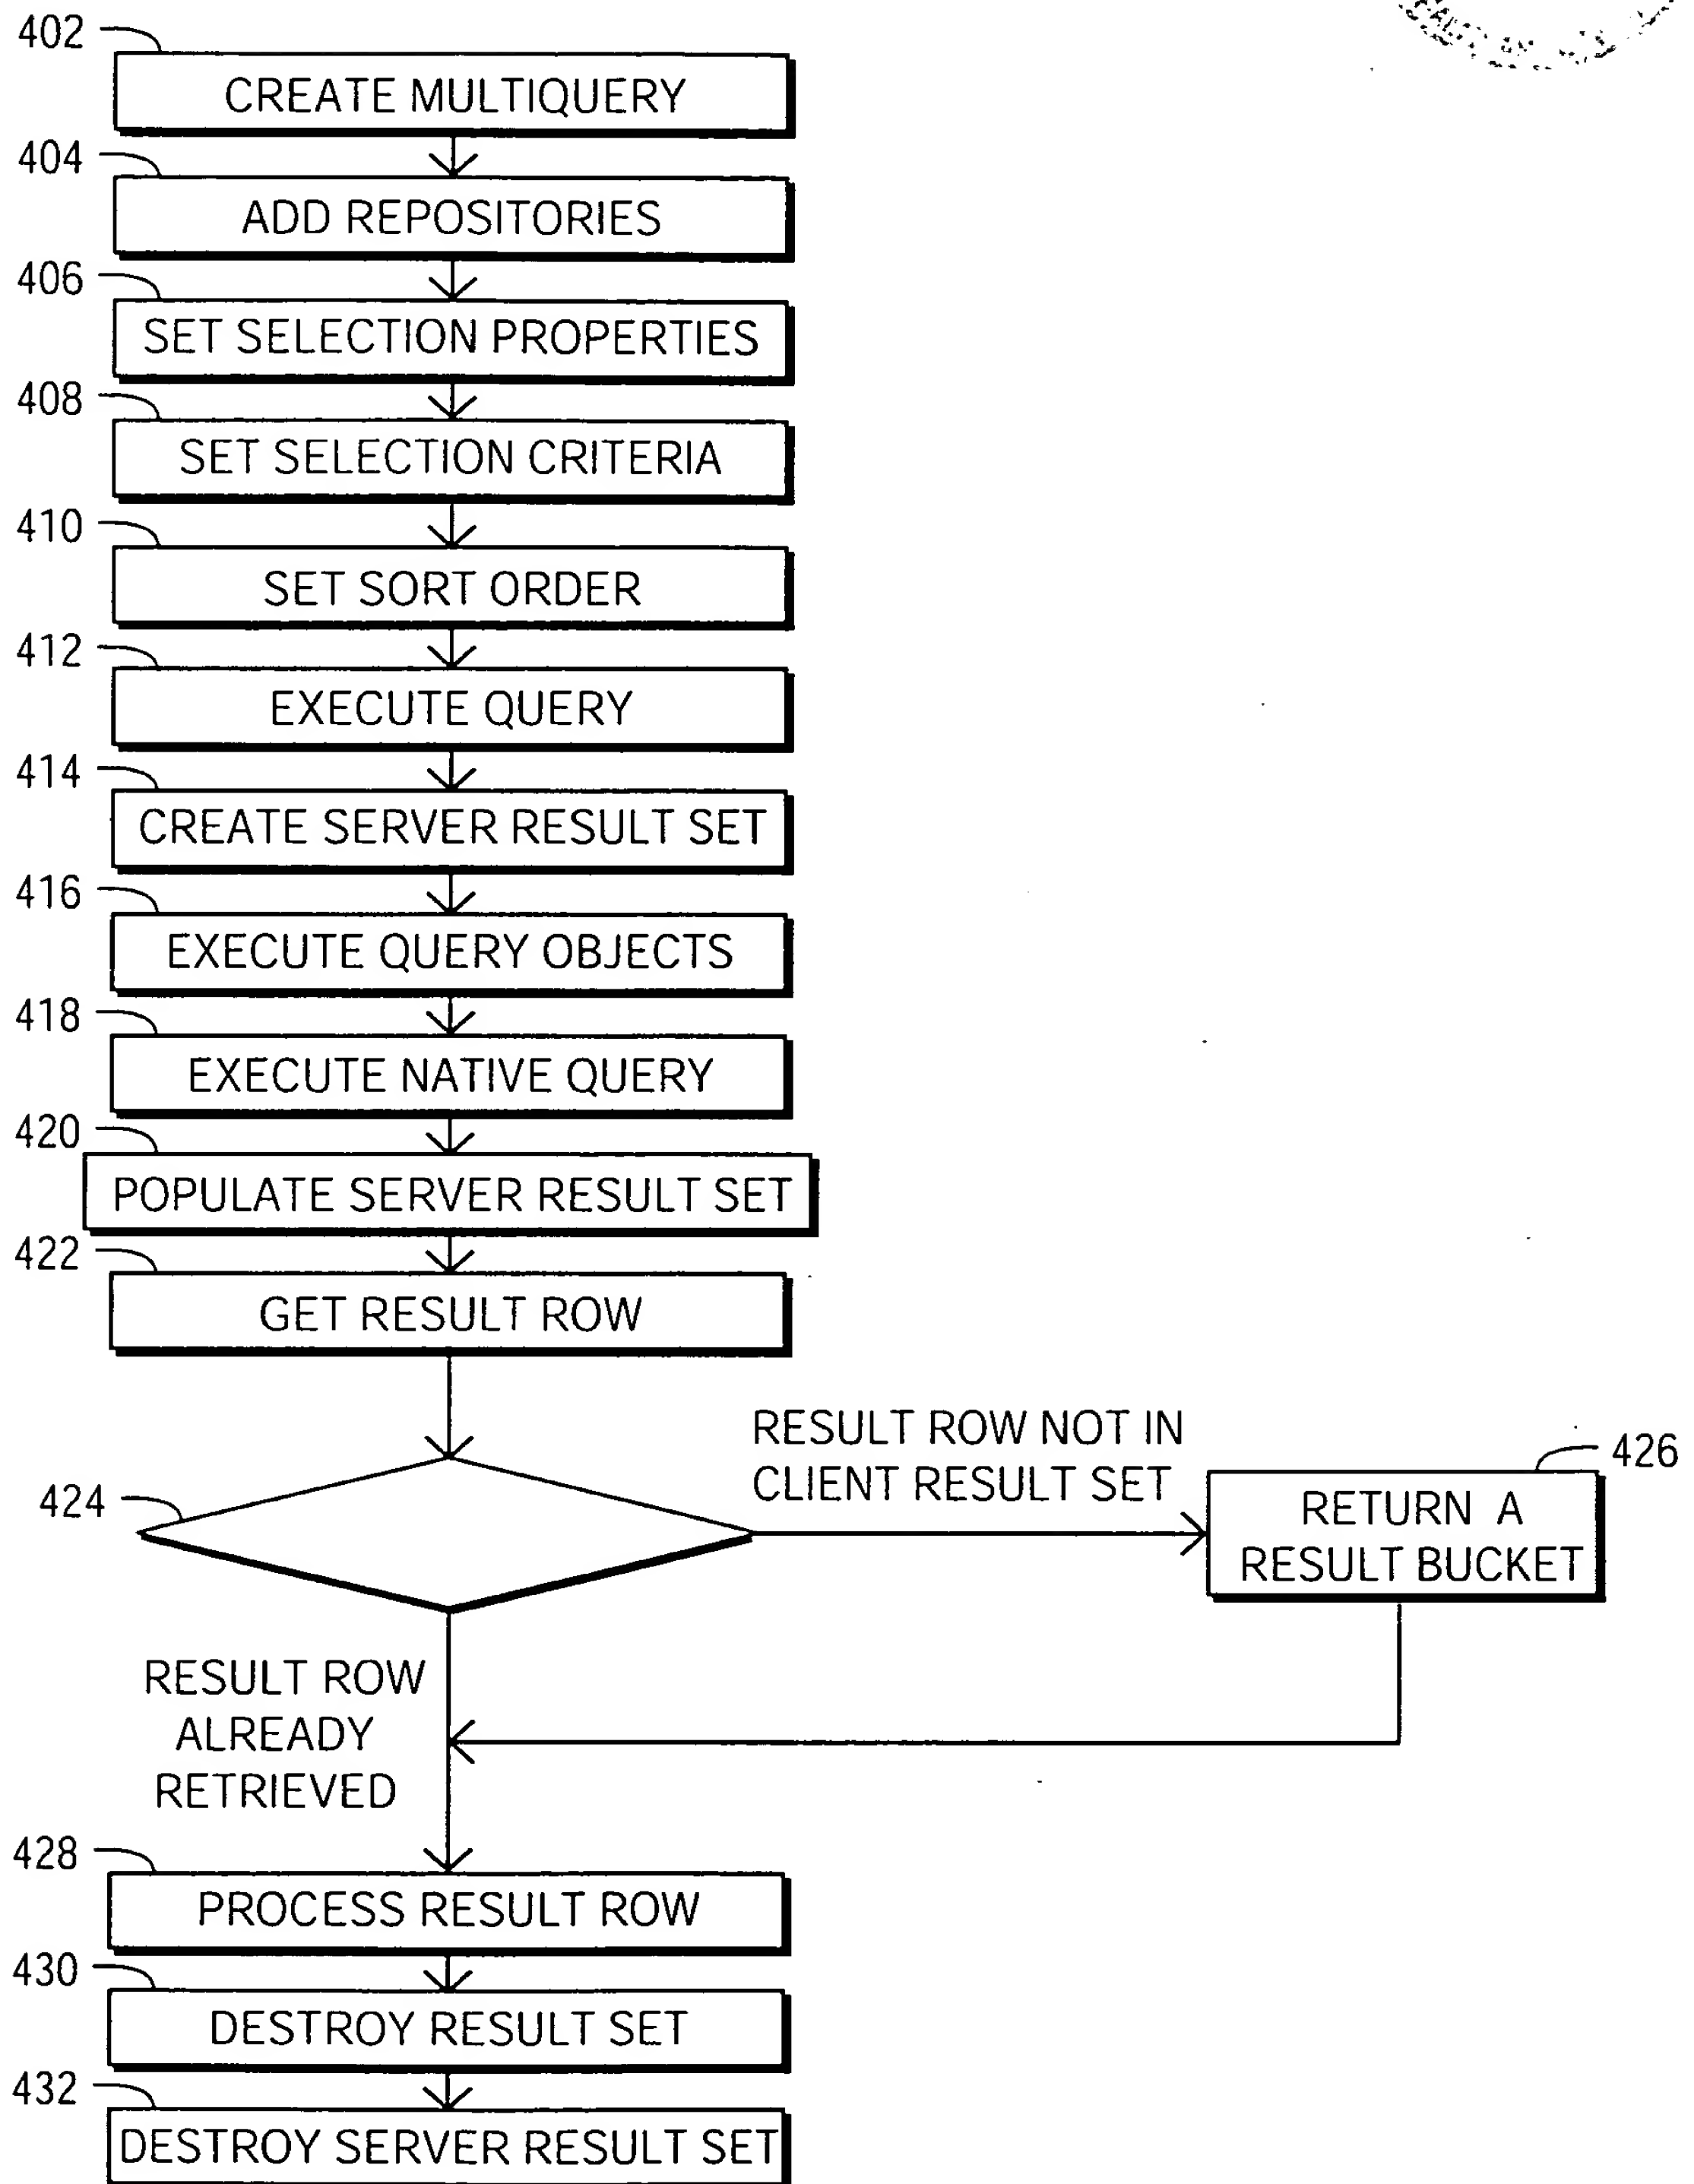 402
CREATE MULTIQUERY
404
ADD REPOSITORIES
406
SET SELECTION PROPERTIES
408
SET SELECTION CRITERIA
410
SET SORT ORDER
412
EXECUTE QUERY
414
CREATE SERVER RESULT SET
416
EXECUTE QUERY OBJECTS
418
EXECUTE NATIVE QUERY
420
POPULATE SERVER RESULT SET
422
GET RESULT ROW
424
RESULT ROW NOT IN
CLIENT RESULT SET
426
RETURN A
RESULT BUCKET
RESULT ROW
ALREADY
RETRIEVED
428
PROCESS RESULT ROW
430
DESTROY RESULT SET
432
DESTROY SERVER RESULT SET